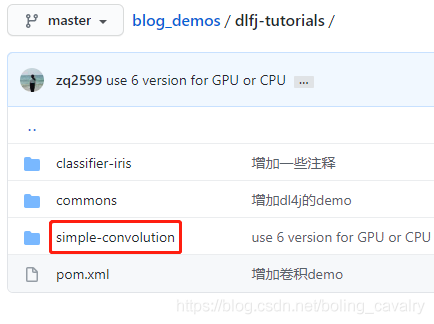 master blog_demos / dlfj-tutorials /
zq2599 use 6 version for GPU or CPU ...
..
classifier-iris 增加一些注释
commons 增加dl4j的demo
simple-convolution use 6 version for GPU or CPU
pom.xml 增加卷积demo
https://blog.csdn.net/boling_cavalry